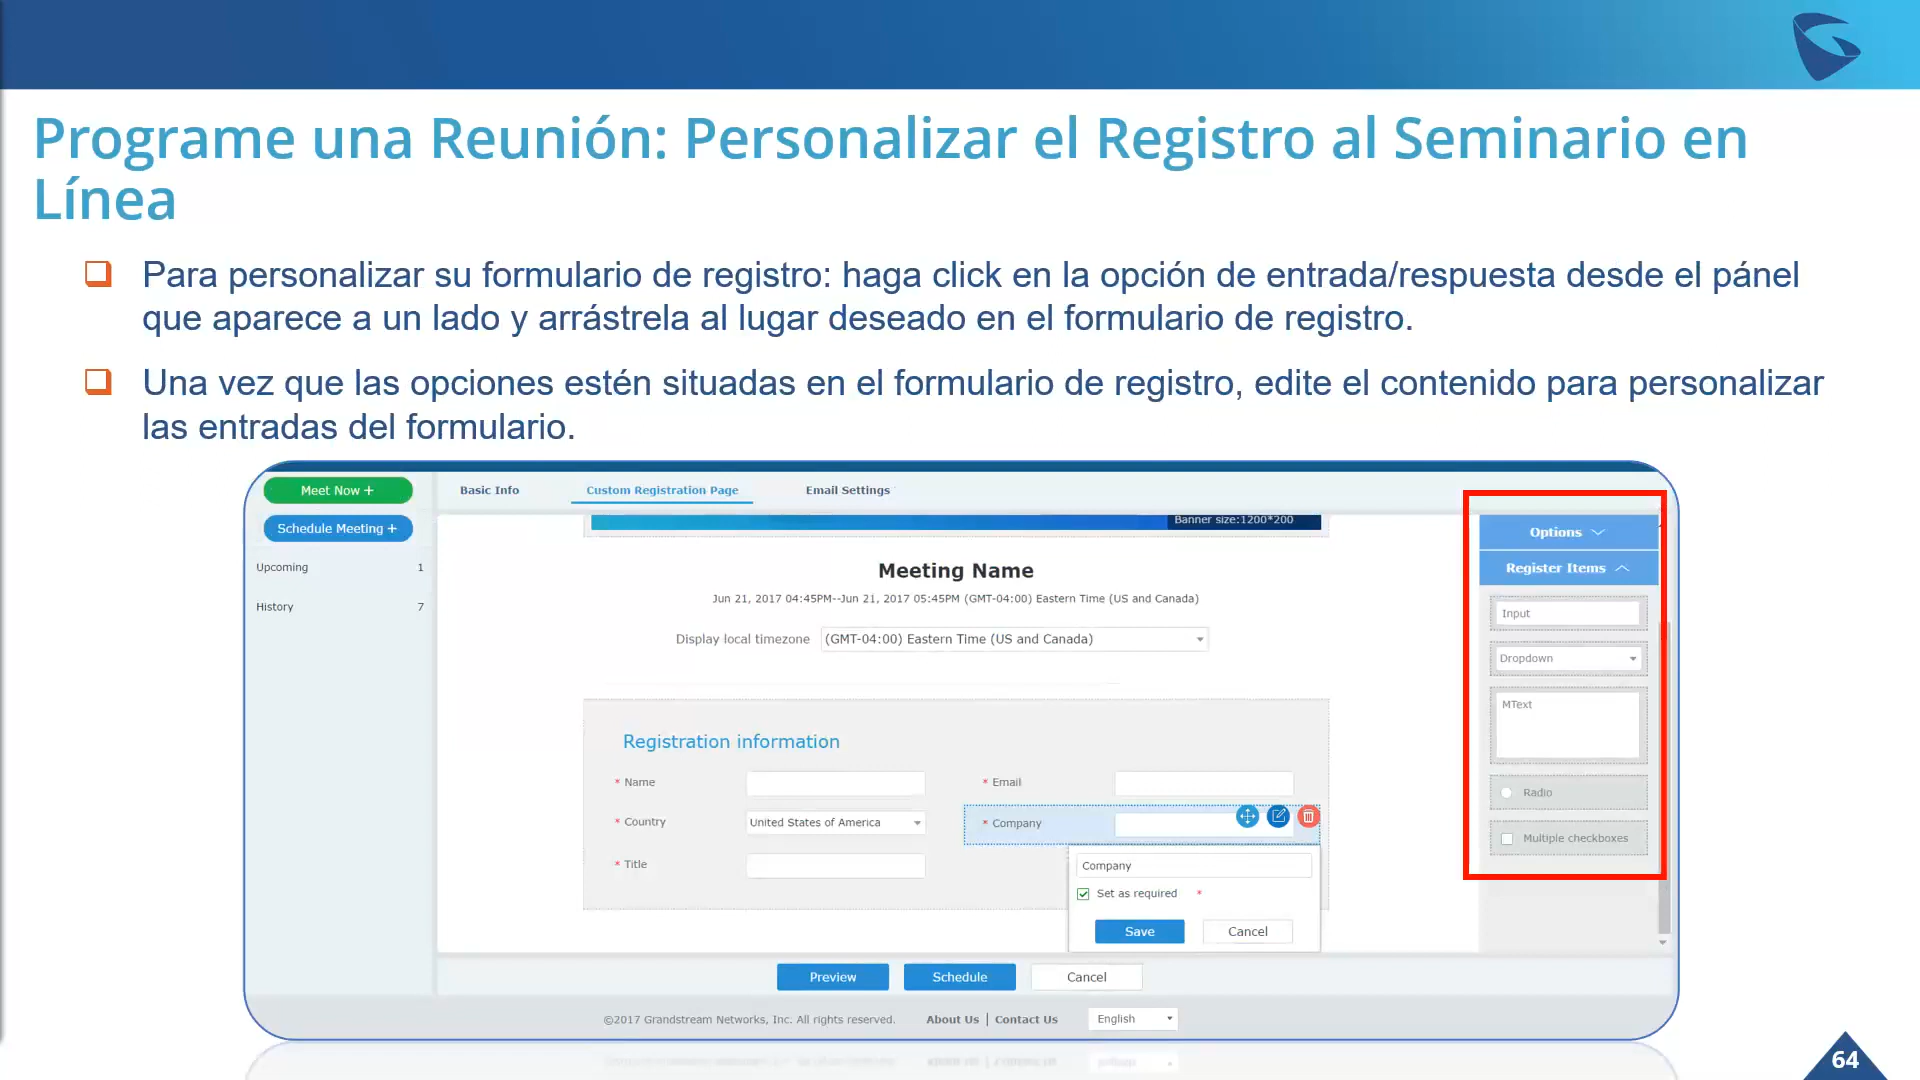 Programe una Reunión: Personalizar el Registro al Seminario en
Línea
Para personalizar su formulario de registro: haga click en la opción de entrada/respuesta desde el pánel
que aparece a un lado y arrástrela al lugar deseado en el formulario de registro.
Una vez que las opciones estén situadas en el formulario de registro, edite el contenido para personalizar
las entradas del formulario.
Meet Now +
Schedule Meeting +
Upcoming 1
History 7
Basic Info Custom Registration Page Email Settings
Banner size:1200*200
Meeting Name
Jun 21, 2017 04:45PM--Jun 21, 2017 05:45PM (GMT-04:00) Eastern Time (US and Canada)
Display local timezone (GMT-04:00) Eastern Time (US and Canada)
Registration information
* Name * Email
* Country United States of America * Company
* Title
Company
Set as required *
Save Cancel
Options
Register Items
Input
Dropdown
MText
Radio
Multiple checkboxes
Preview Schedule Cancel
©2017 Grandstream Networks, Inc. All rights reserved. About Us | Contact Us English
64